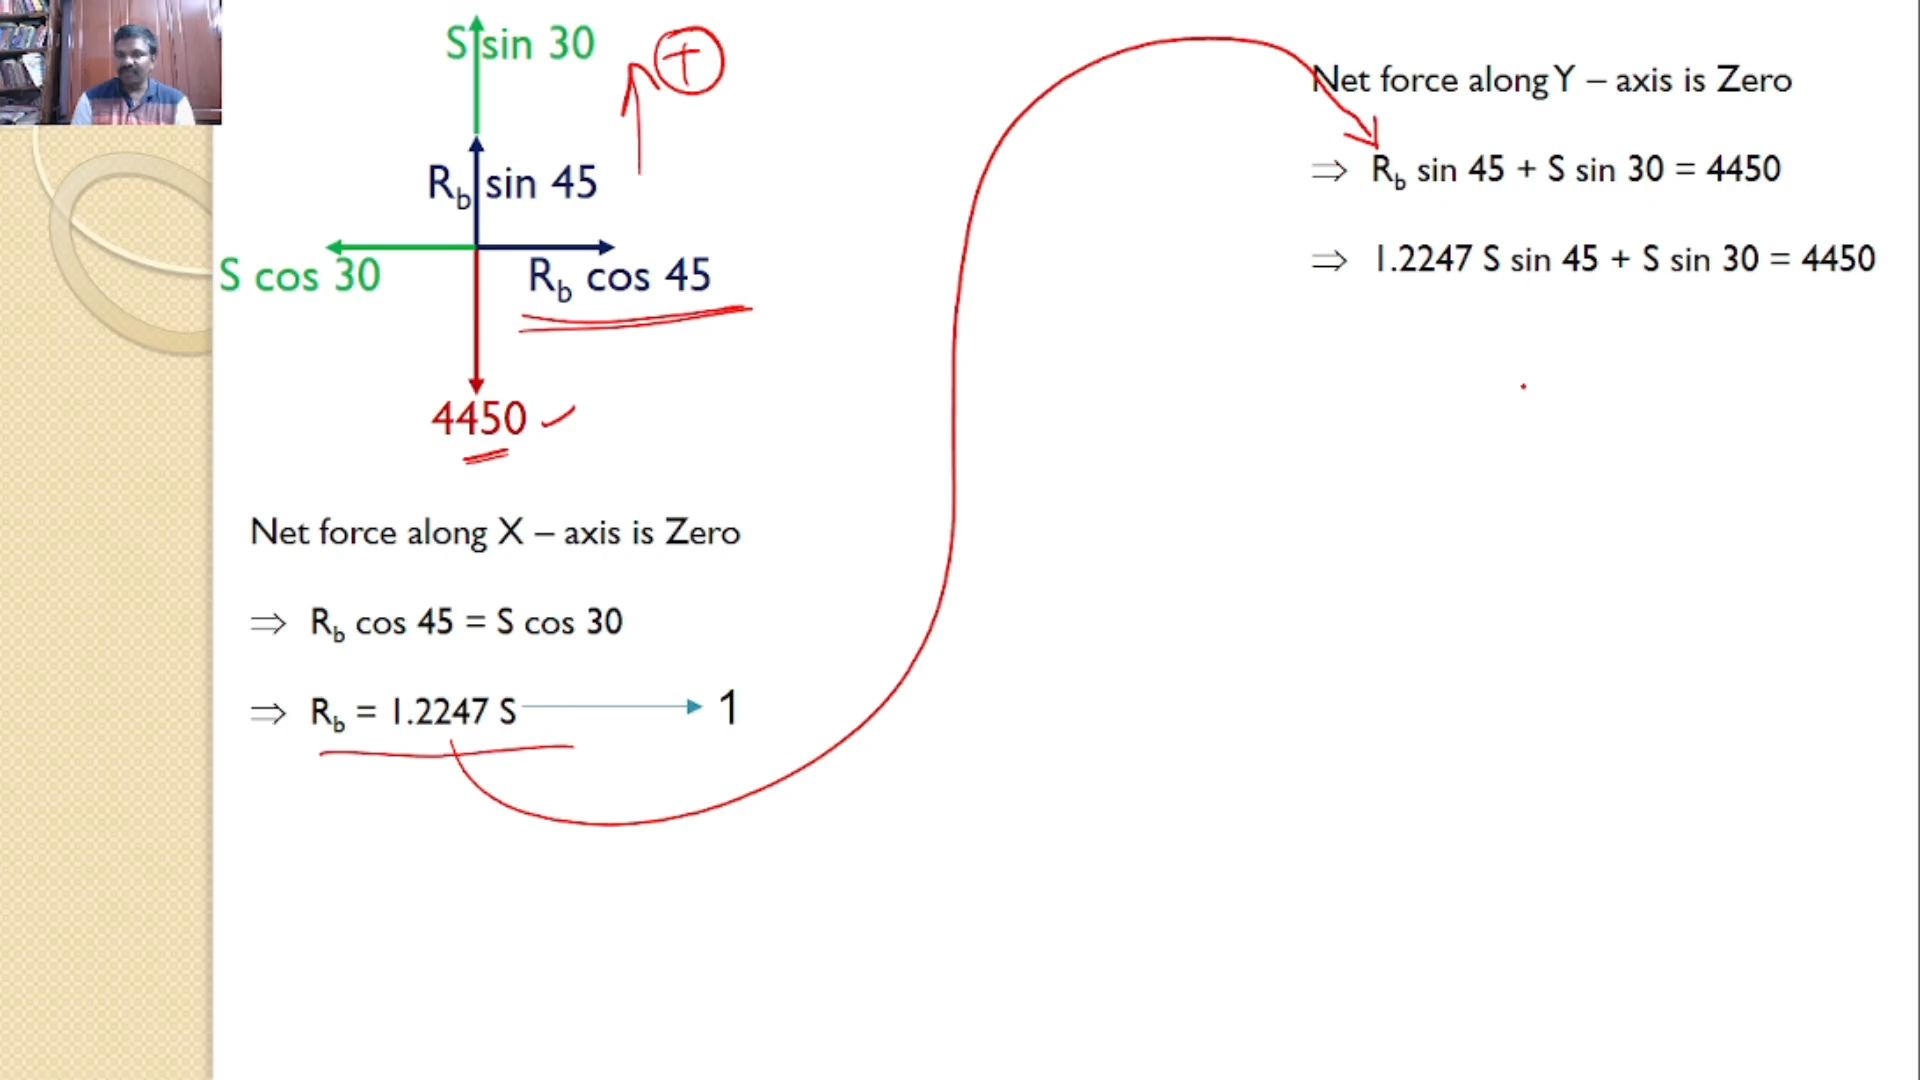 S sin 30
+
R_b sin 45
S cos 30
R_b cos 45
4450
Net force along X – axis is Zero
⇒ R_b cos 45 = S cos 30
⇒ R_b = 1.2247 S 1
Net force along Y – axis is Zero
⇒ R_b sin 45 + S sin 30 = 4450
⇒ 1.2247 S sin 45 + S sin 30 = 4450